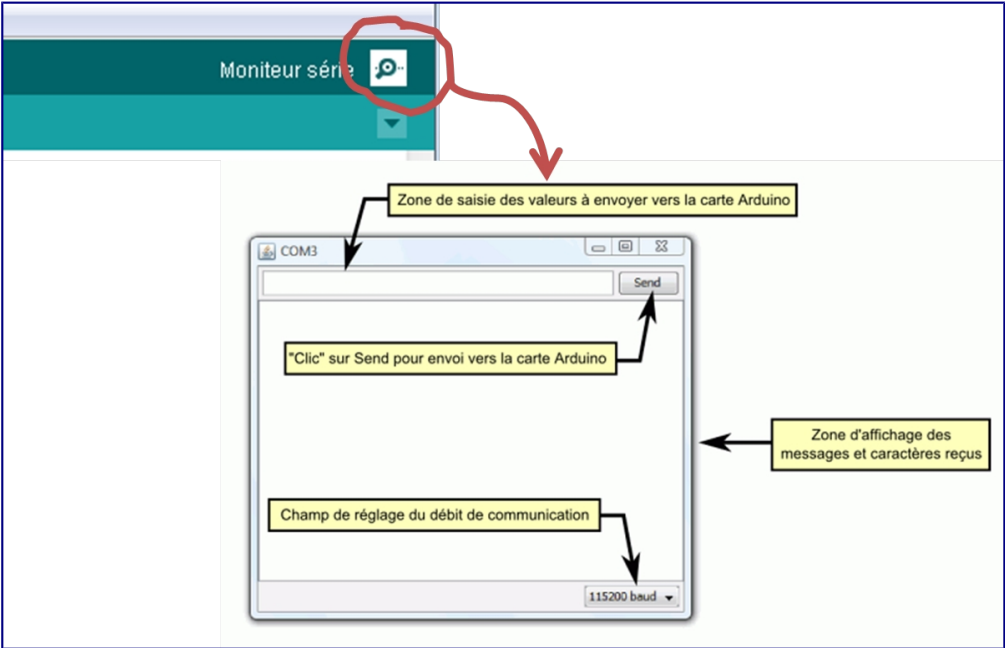 Moniteur série
Zone de saisie des valeurs à envoyer vers la carte Arduino
COM3
Send
"Clic" sur Send pour envoi vers la carte Arduino
Zone d'affichage des
messages et caractères reçus
Champ de réglage du débit de communication
115200 baud